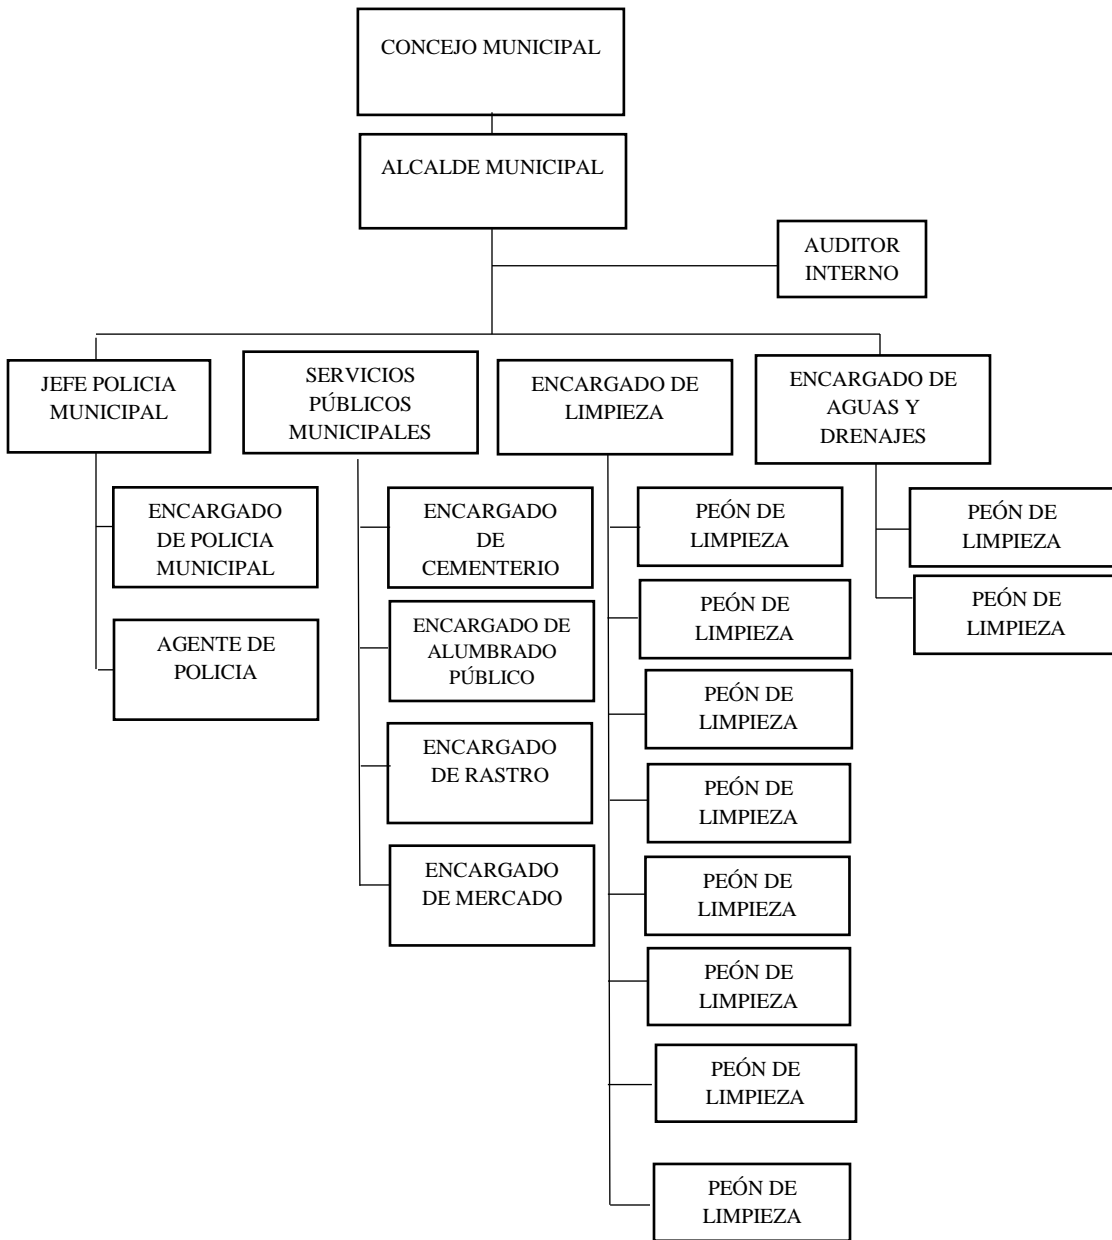 CONCEJO MUNICIPAL
ALCALDE MUNICIPAL
AUDITOR
INTERNO
JEFE POLICIA
MUNICIPAL
SERVICIOS
PÚBLICOS
MUNICIPALES
ENCARGADO DE
LIMPIEZA
ENCARGADO DE
AGUAS Y
DRENAJES
ENCARGADO
DE POLICIA
MUNICIPAL
AGENTE DE
POLICIA
ENCARGADO
DE
CEMENTERIO
ENCARGADO DE
ALUMBRADO
PÚBLICO
ENCARGADO
DE RASTRO
ENCARGADO
DE MERCADO
PEÓN DE
LIMPIEZA
PEÓN DE
LIMPIEZA
PEÓN DE
LIMPIEZA
PEÓN DE
LIMPIEZA
PEÓN DE
LIMPIEZA
PEÓN DE
LIMPIEZA
PEÓN DE
LIMPIEZA
PEÓN DE
LIMPIEZA
PEÓN DE
LIMPIEZA
PEÓN DE
LIMPIEZA